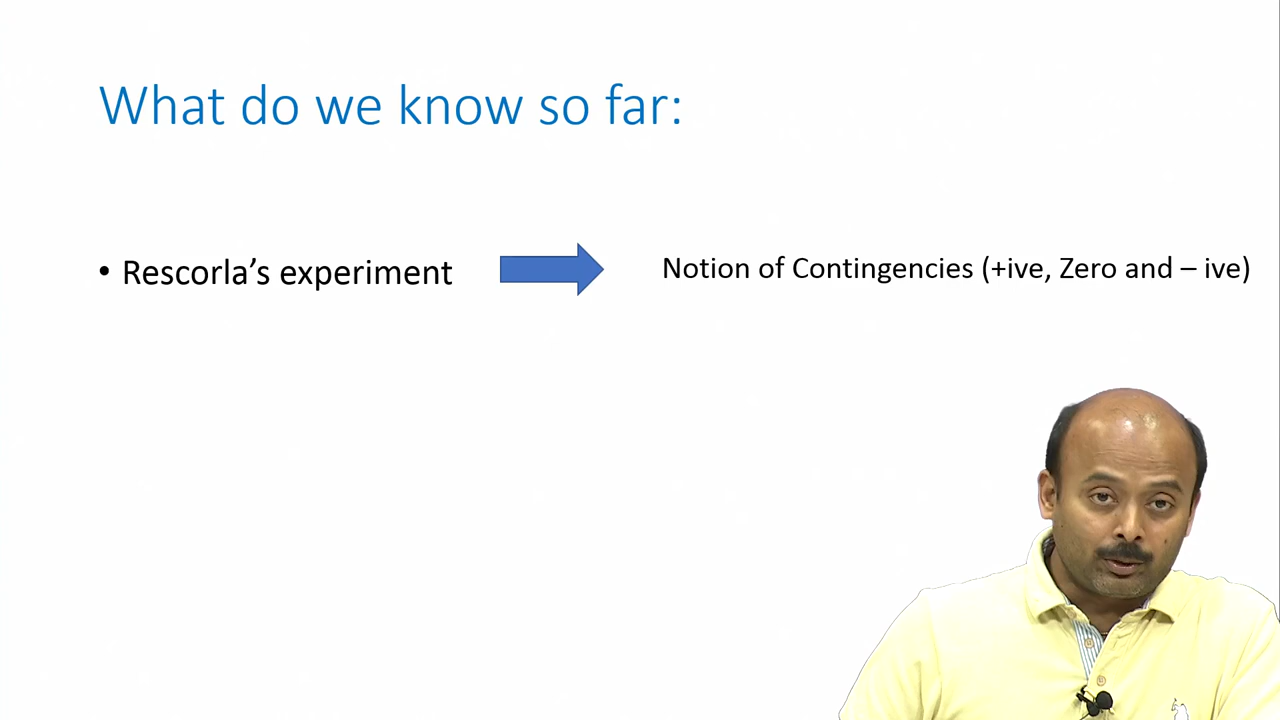 What do we know so far:
• Rescorla’s experiment
Notion of Contingencies (+ive, Zero and – ive)